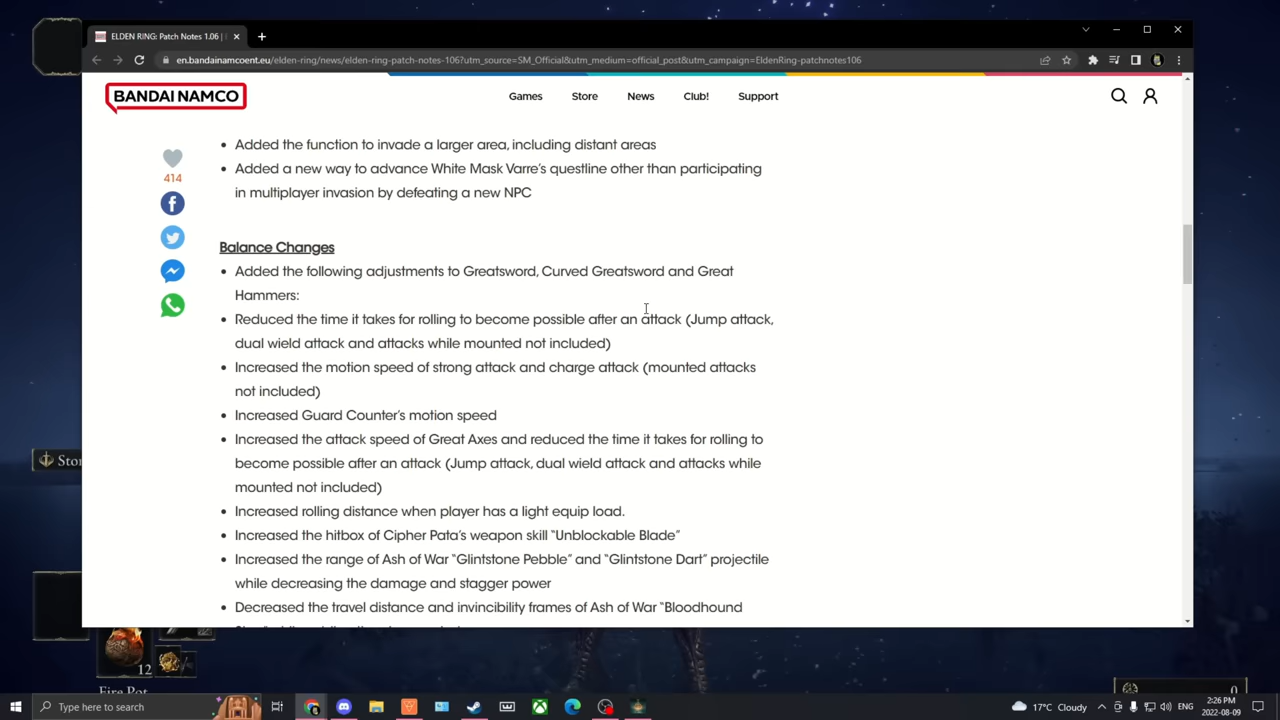 ELDEN RING: Patch Notes 1.06 |
en.bandainamcoent.eu/elden-ring/news/elden-ring-patch-notes-106?utm_source=SM_Official&utm_medium=official_post&utm_campaign=EldenRing-patchnotes106
BANDAI NAMCO
Games
Store
News
Club!
Support
• Added the function to invade a larger area, including distant areas
• Added a new way to advance White Mask Varre's questline other than participating
in multiplayer invasion by defeating a new NPC
414
Balance Changes
• Added the following adjustments to Greatsword, Curved Greatsword and Great
Hammers:
• Reduced the time it takes for rolling to become possible after an attack (Jump attack,
dual wield attack and attacks while mounted not included)
• Increased the motion speed of strong attack and charge attack (mounted attacks
not included)
• Increased Guard Counter's motion speed
• Increased the attack speed of Great Axes and reduced the time it takes for rolling to
become possible after an attack (Jump attack, dual wield attack and attacks while
mounted not included)
• Increased rolling distance when player has a light equip load.
• Increased the hitbox of Cipher Pata's weapon skill "Unblockable Blade"
• Increased the range of Ash of War "Glintstone Pebble" and "Glintstone Dart" projectile
while decreasing the damage and stagger power
• Decreased the travel distance and invincibility frames of Ash of War "Bloodhound
Stor
12
Fire Pot
0
Type here to search
17°C Cloudy
ENG
2:26 PM
2022-08-09